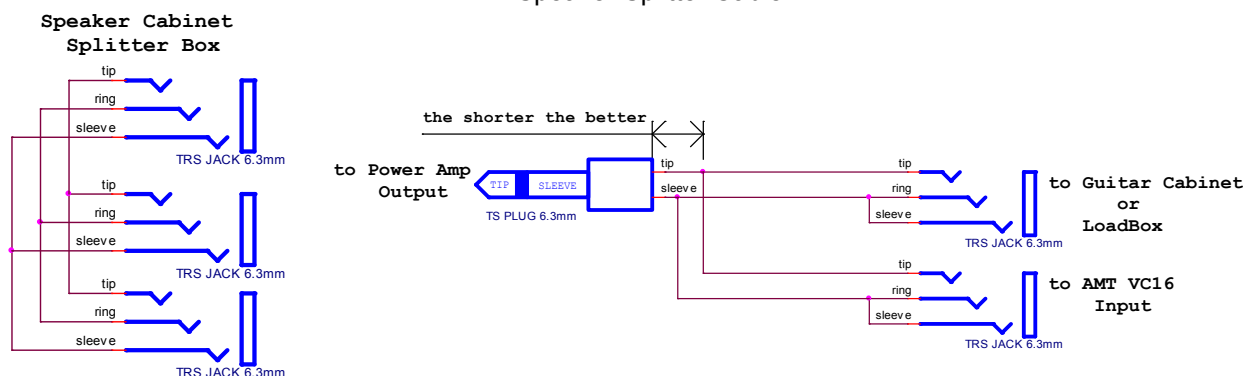 Speaker Cabinet
Splitter Box
tip
ring
sleeve
TRS JACK 6.3mm
tip
ring
sleeve
TRS JACK 6.3mm
tip
ring
sleeve
TRS JACK 6.3mm
the shorter the better
to Power Amp
Output
TIP
SLEEVE
TS PLUG 6.3mm
tip
sleeve
tip
ring
sleeve
TRS JACK 6.3mm
to Guitar Cabinet
or
LoadBox
tip
ring
sleeve
TRS JACK 6.3mm
to AMT VC16
Input